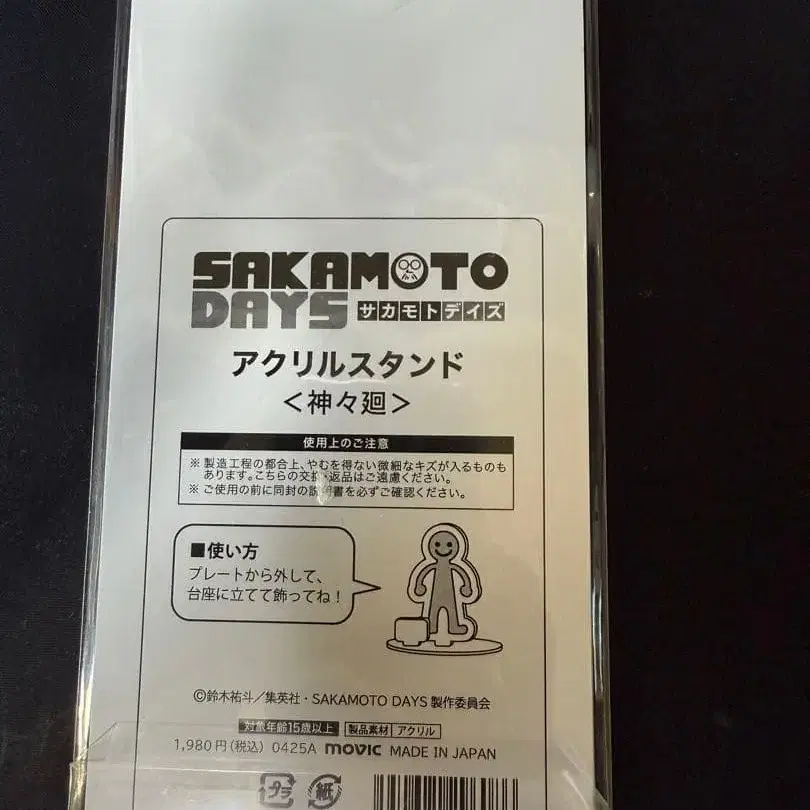 SAKAMOTO
DAYS サカモトデイズ
アクリルスタンド
<神々廻>
使用上のご注意
※ 製造工程の都合上、やむを得ない微細なキズが入るものも
あります。こちらの交換・返品はご遠慮ください。
※ ご使用の前に同封の説明書を必ずご確認ください。
■使い方
プレートから外して、
台座に立てて飾ってね!
©鈴木祐斗/集英社・SAKAMOTO DAYS 製作委員会
対象年齢15歳以上 製品素材 アクリル
1,980円(税込) 0425A movic MADE IN JAPAN
プラ 紙